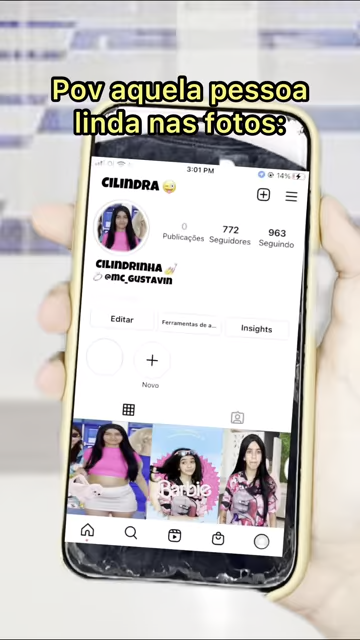 Pov aquela pessoa
linda nas fotos:
3:01 PM
14%
CILINDRA
0
772
963
Publicações
Seguidores
Seguindo
CILINDRINHA
@MC_GUSTAVIN
Editar
Ferramentas de a...
Insights
Novo
Barbie